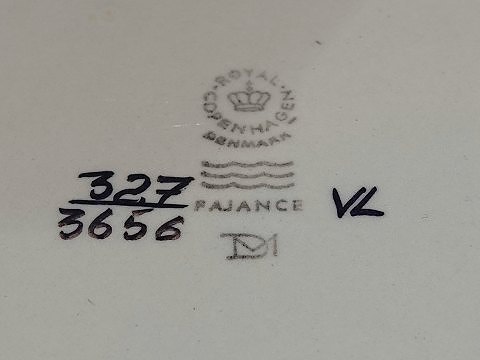 ROYAL
COPENHAGEN
DENMARK
327
3656
FAJANCE
VL